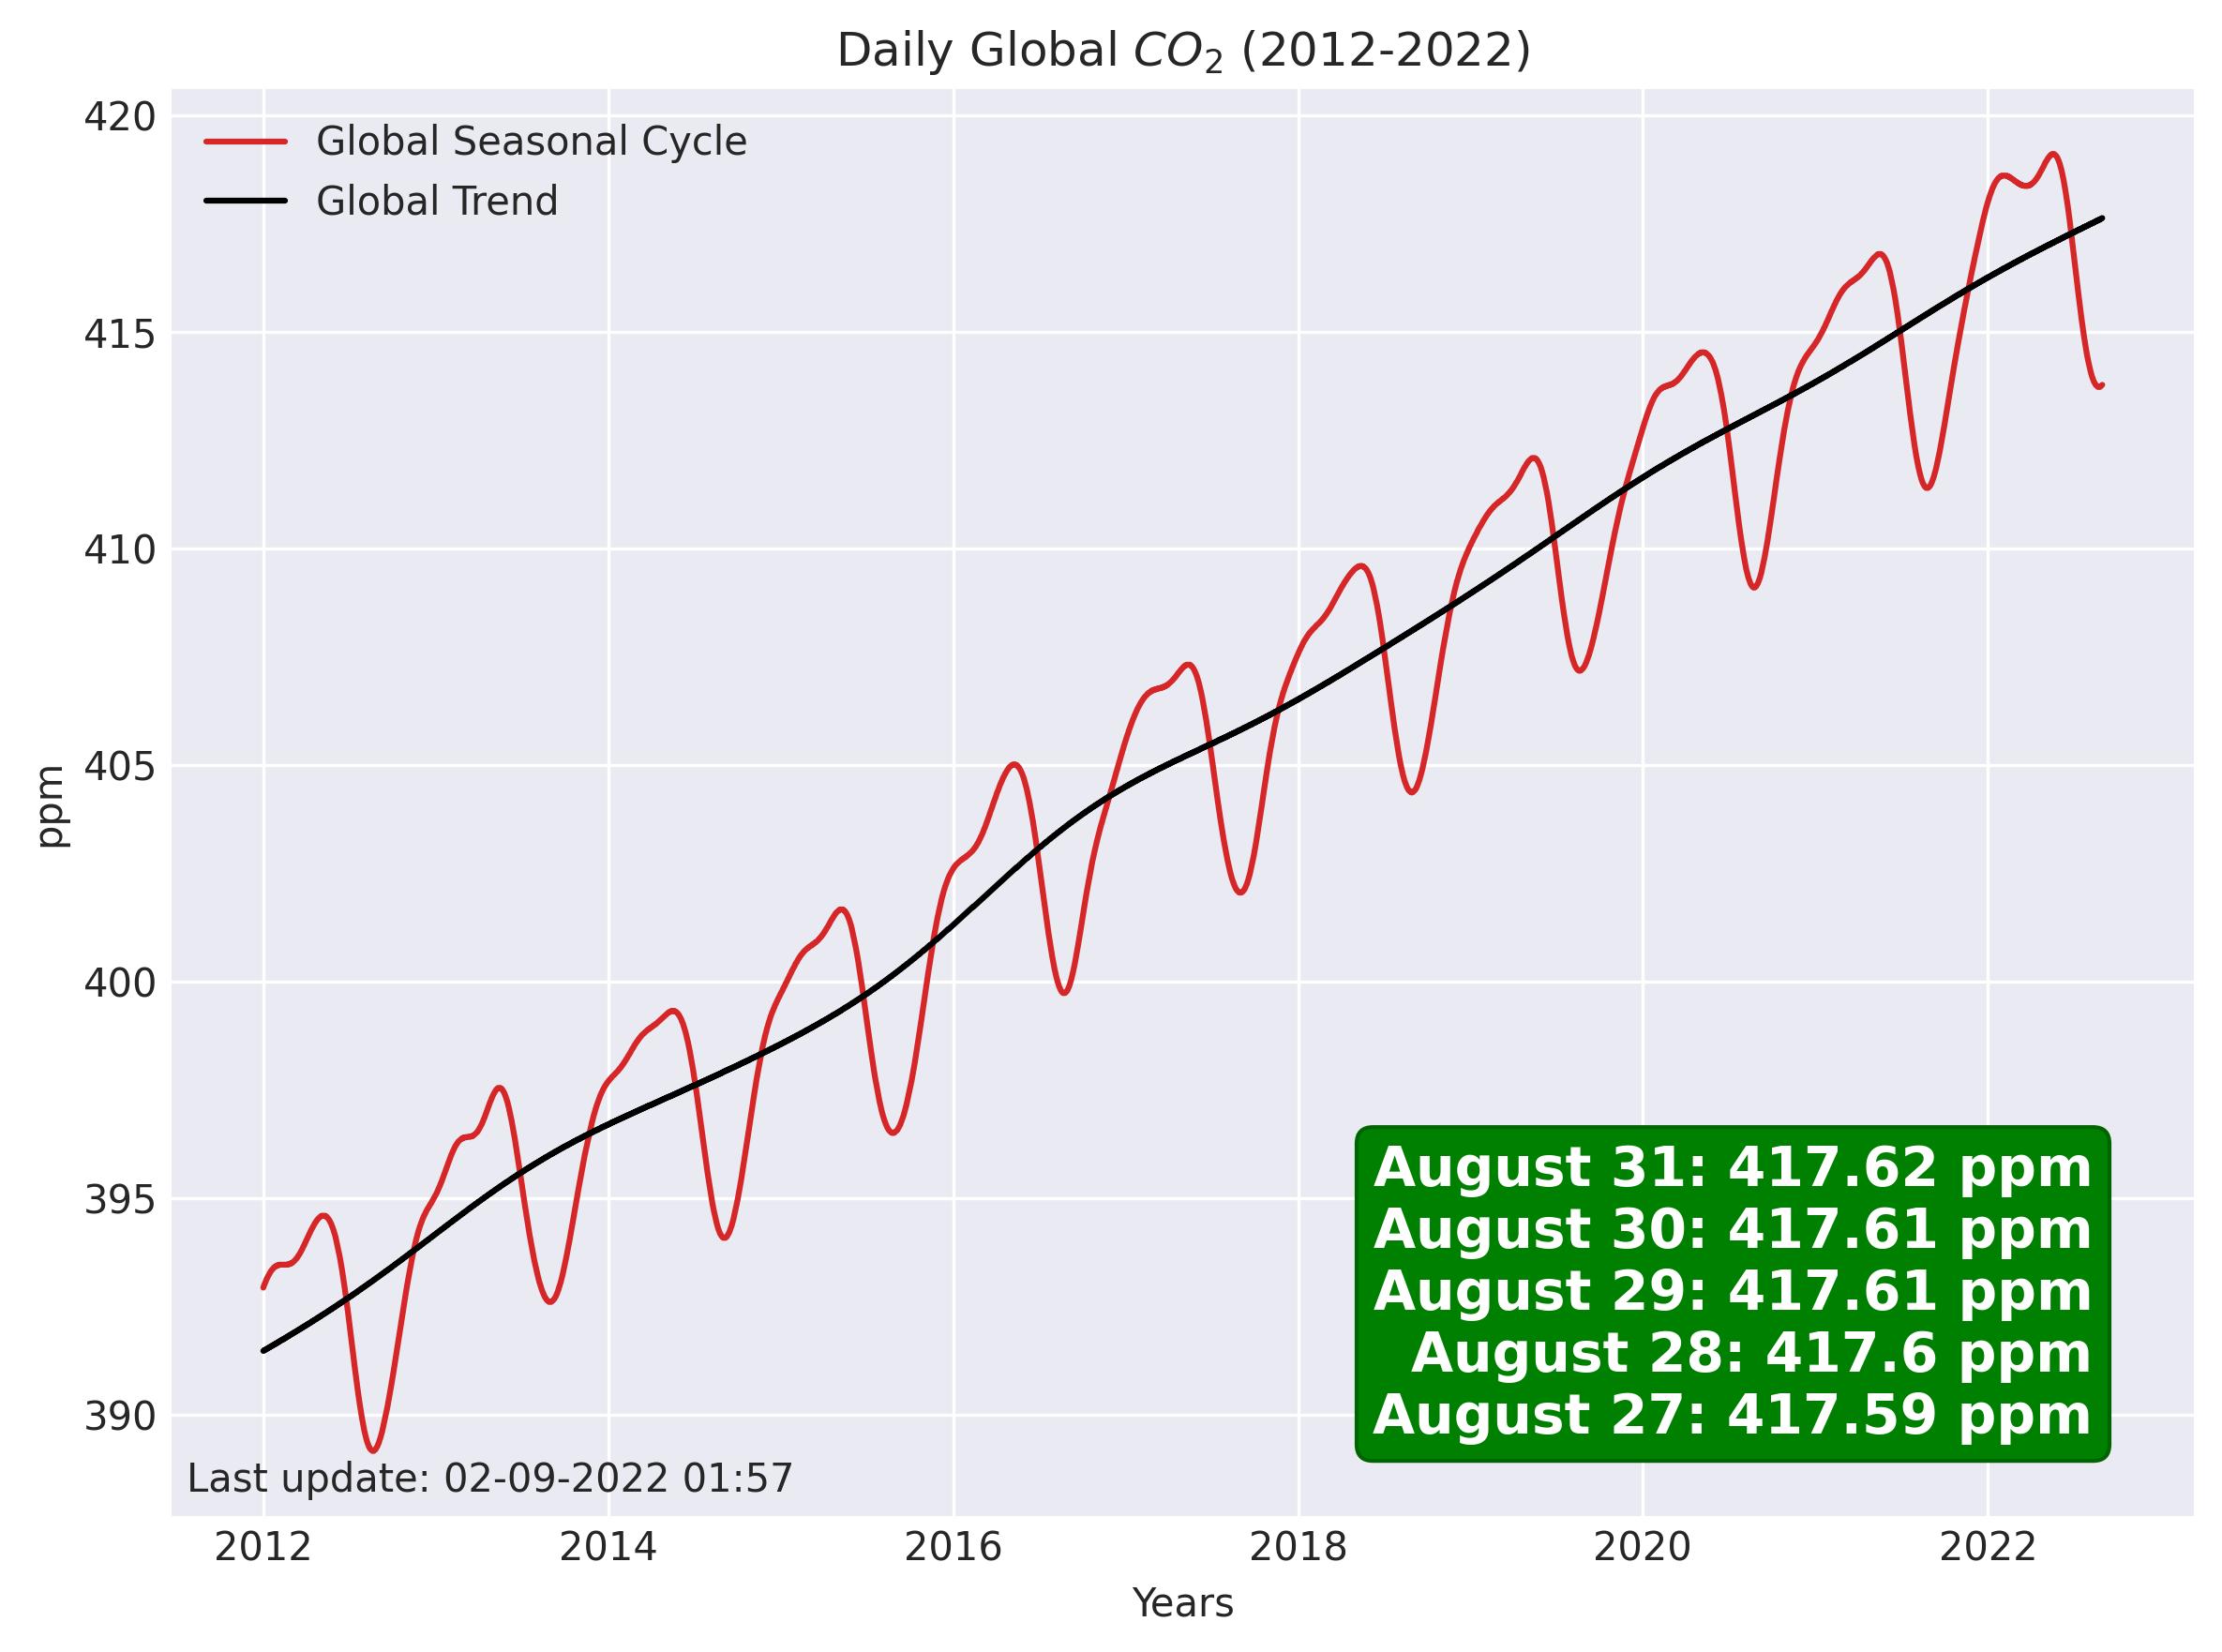 Daily Global CO₂ (2012-2022)
Global Seasonal Cycle
Global Trend
420
415
410
405
400
395
390
ppm
August 31: 417.62 ppm
August 30: 417.61 ppm
August 29: 417.61 ppm
August 28: 417.6 ppm
August 27: 417.59 ppm
Last update: 02-09-2022 01:57
2012 2014 2016 2018 2020 2022
Years